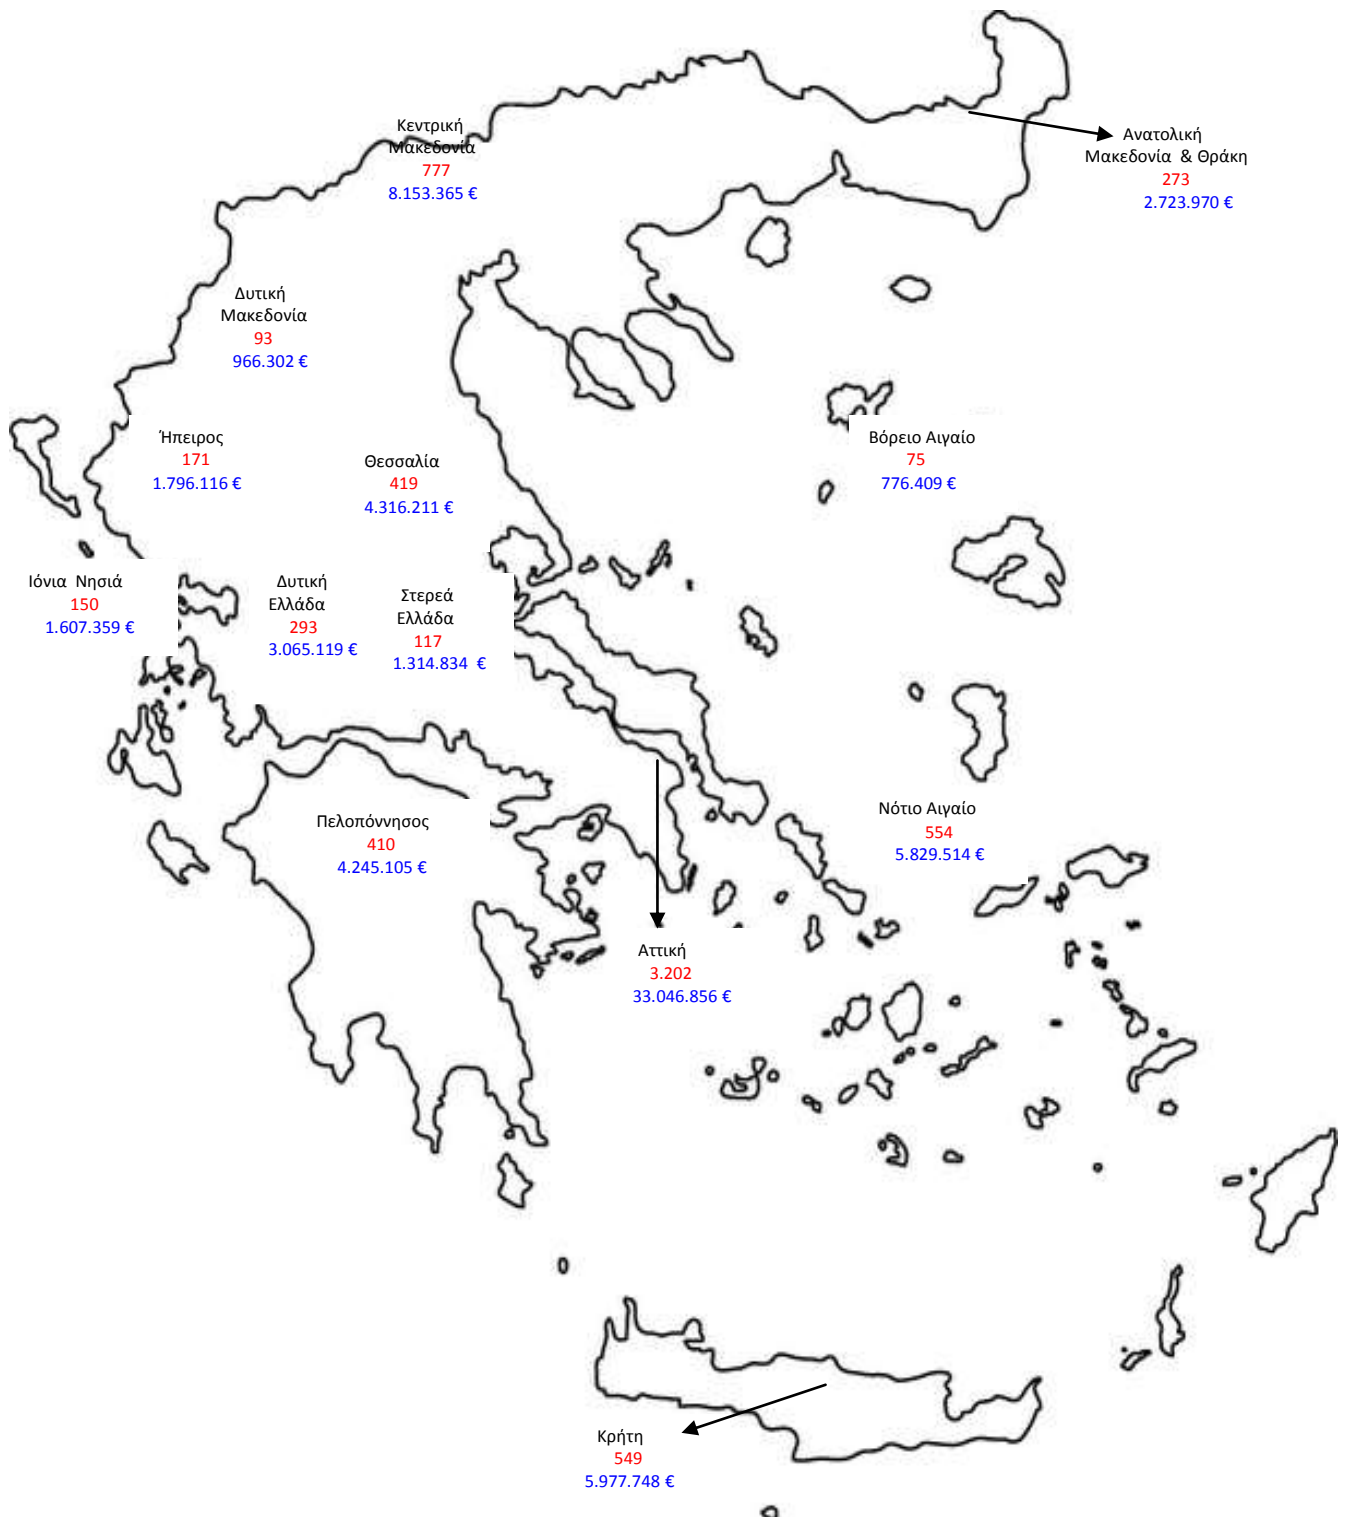 Κεντρική
Μακεδονία
777
8.153.365 €
Ανατολική
Μακεδονία & Θράκη
273
2.723.970 €
Δυτική
Μακεδονία
93
966.302 €
Ήπειρος
171
1.796.116 €
Θεσσαλία
419
4.316.211 €
Βόρειο Αιγαίο
75
776.409 €
Ιόνια Νησιά
150
1.607.359 €
Δυτική
Ελλάδα
293
3.065.119 €
Στερεά
Ελλάδα
117
1.314.834 €
Πελοπόννησος
410
4.245.105 €
Νότιο Αιγαίο
554
5.829.514 €
Αττική
3.202
33.046.856 €
Κρήτη
549
5.977.748 €